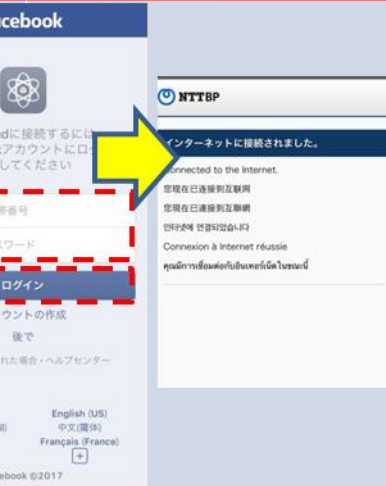 cebook
dに接続するには
アカウントにロ
してください
帯番号
スワード
ログイン
ウントの作成
後で
れた場合・ヘルプセンター
English (US)
中文(简体)
Français (France)
+
ebook ©2017
NTTBP
インターネットに接続されました。
onnected to the Internet.
您现在已连接到互联网
您現在已連接到互聯網
인터넷에 연결되었습니다
Connexion à Internet réussie
คุณมีการเชื่อมต่อกับอินเทอร์เน็ตในขณะนี้